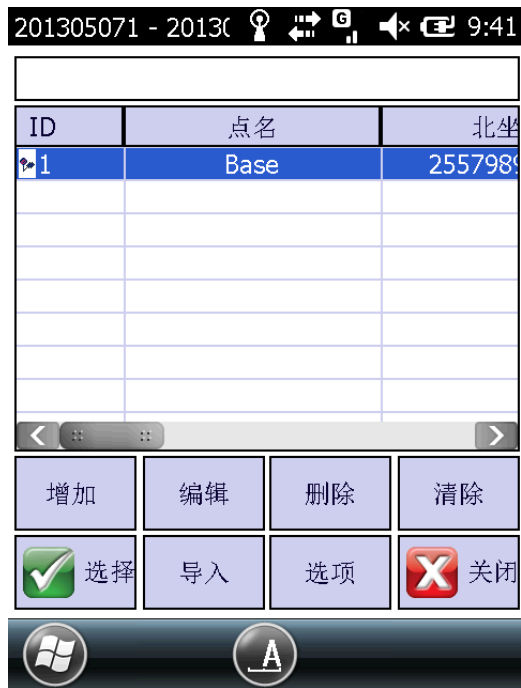 201305071 - 2013( G 9:41
ID 点名 北坐
1 Base 255798
增加 编辑 删除 清除
选择 导入 选项 关闭
A